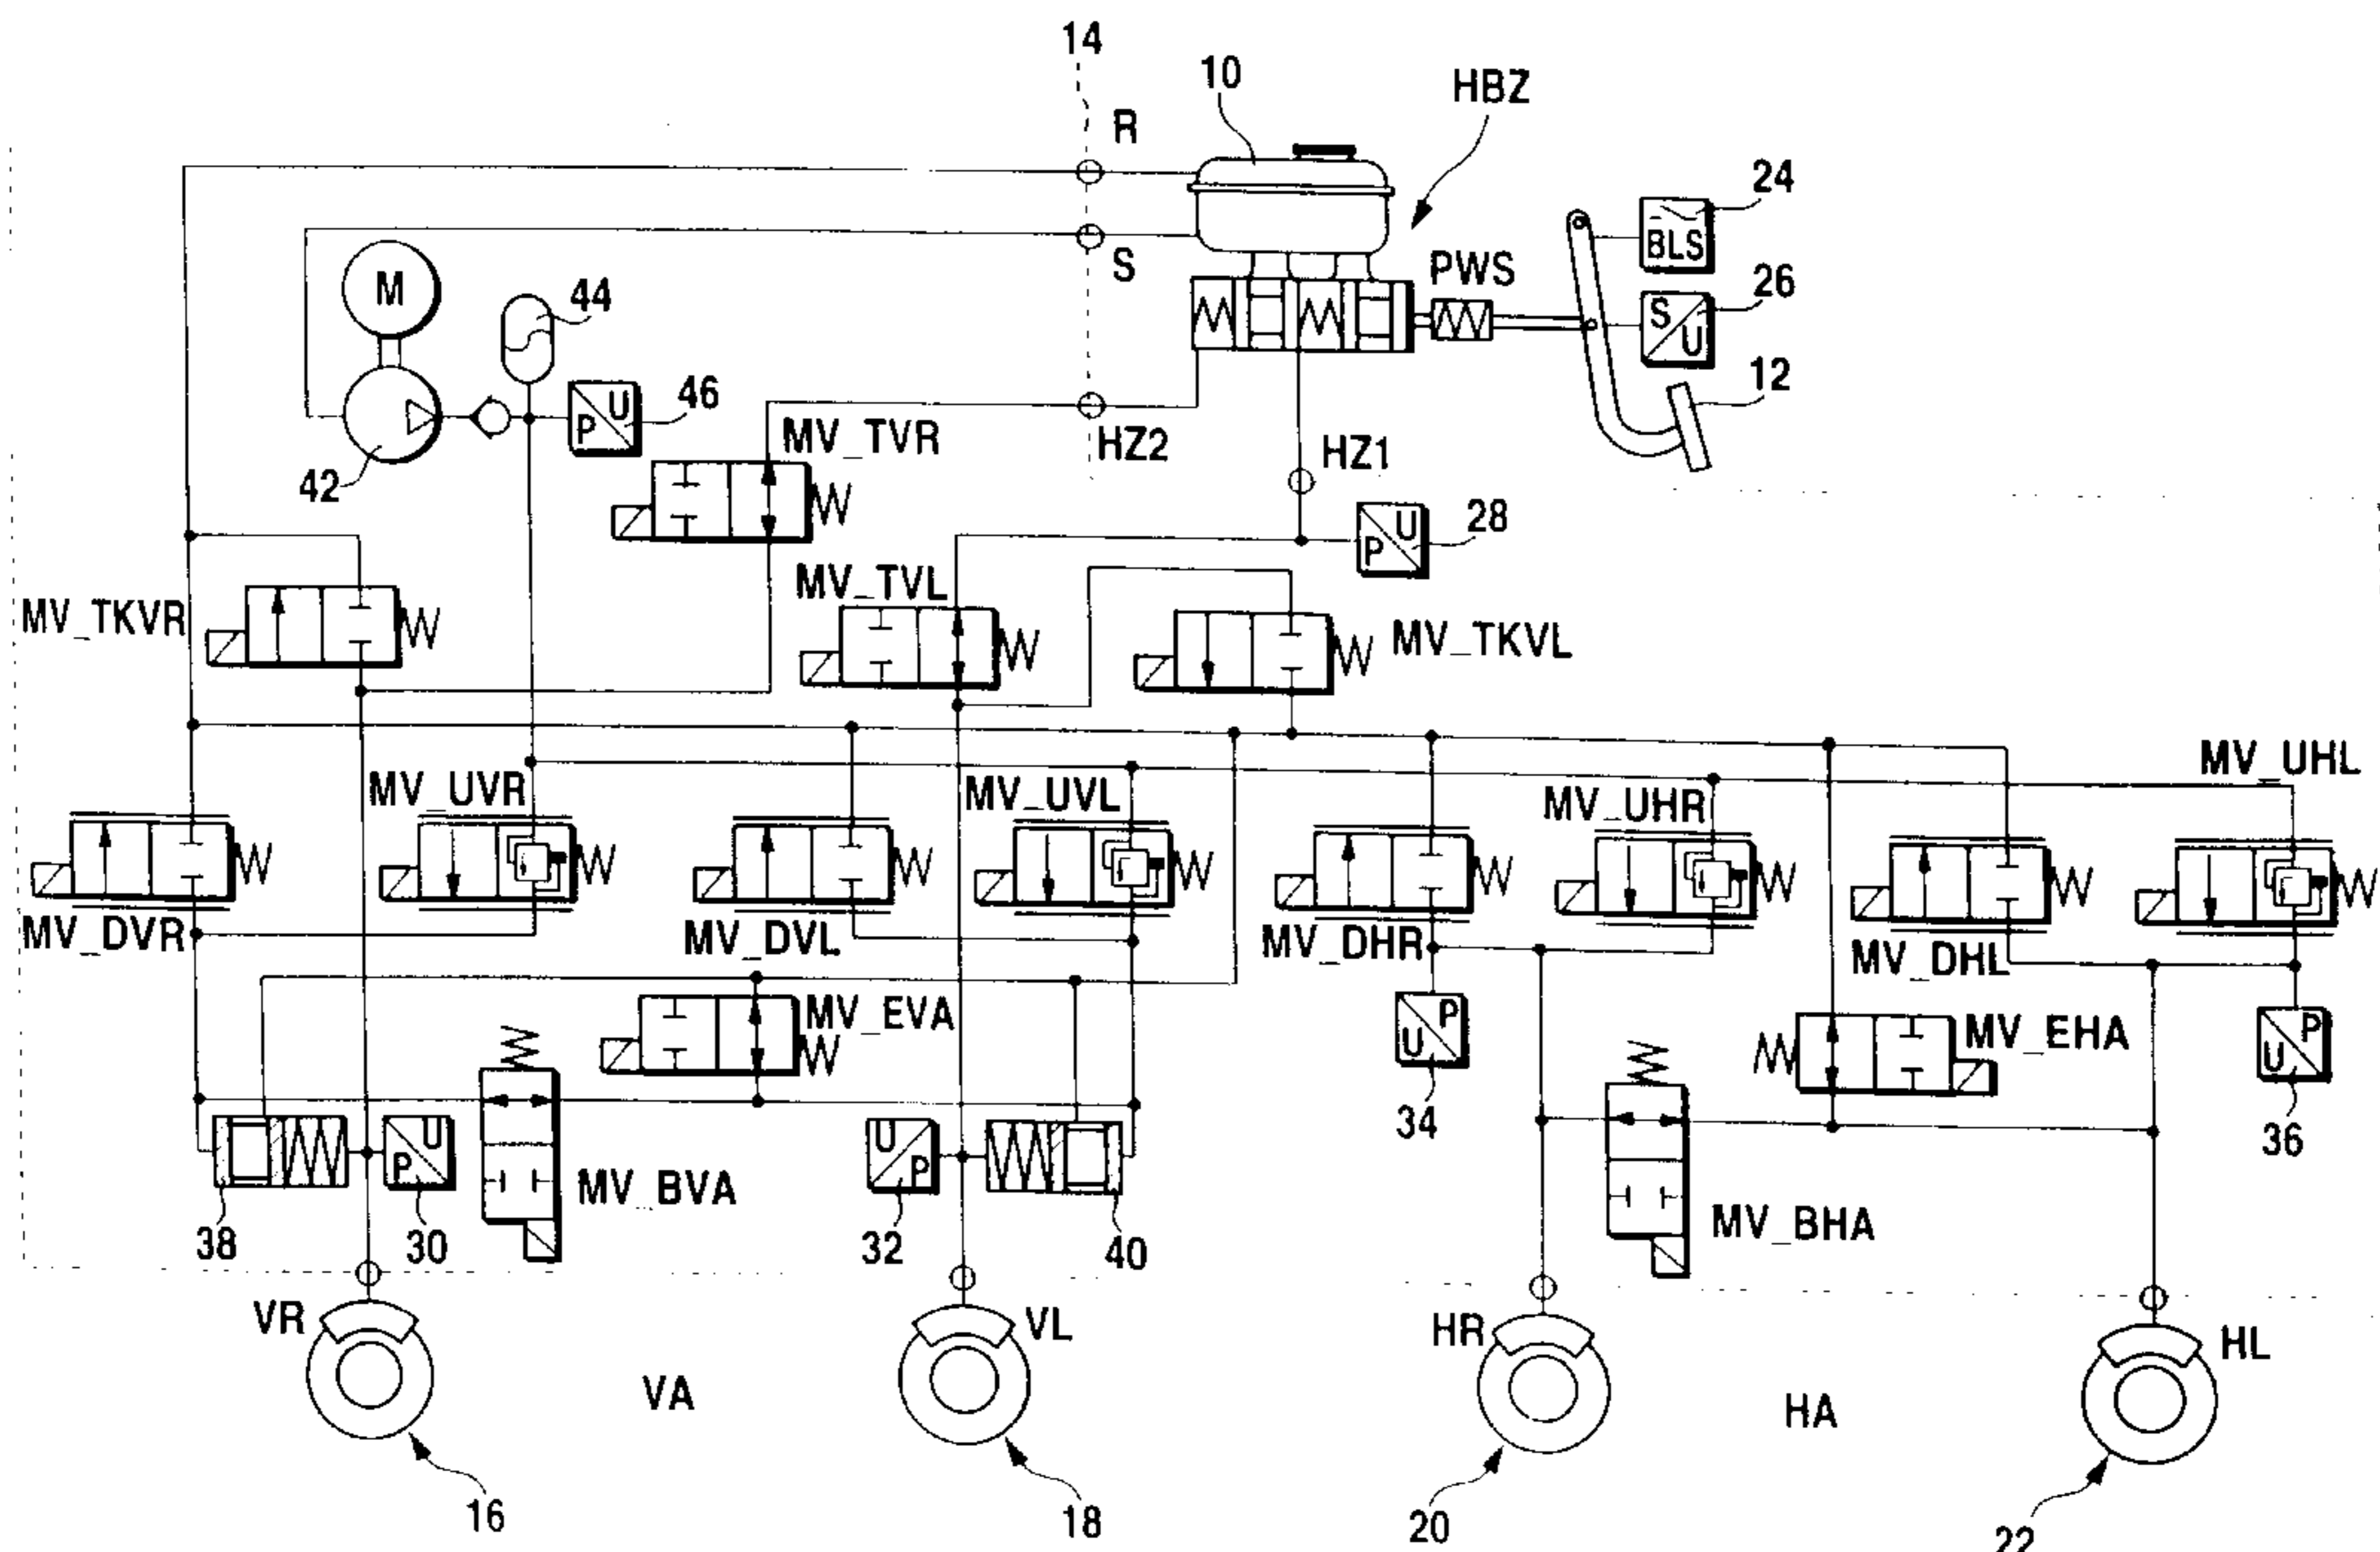 14
10
HBZ
R
24
BLS
S
PWS
26
S
U
M
44
12
U
P
46
MV_TVR
HZ2
HZ1
42
U
P
28
MV_TVL
MV_TKVR
MV_TKVL
MV_UHL
MV_UVR
MV_UVL
MV_UHR
MV_DVR
MV_DVL
MV_DHR
MV_DHL
MV_EVA
P
U
34
MV_EHA
P
U
36
U
P
U
P
MV_BVA
MV_BHA
38
30
32
40
VR
VL
HR
HL
VA
HA
16
18
20
22